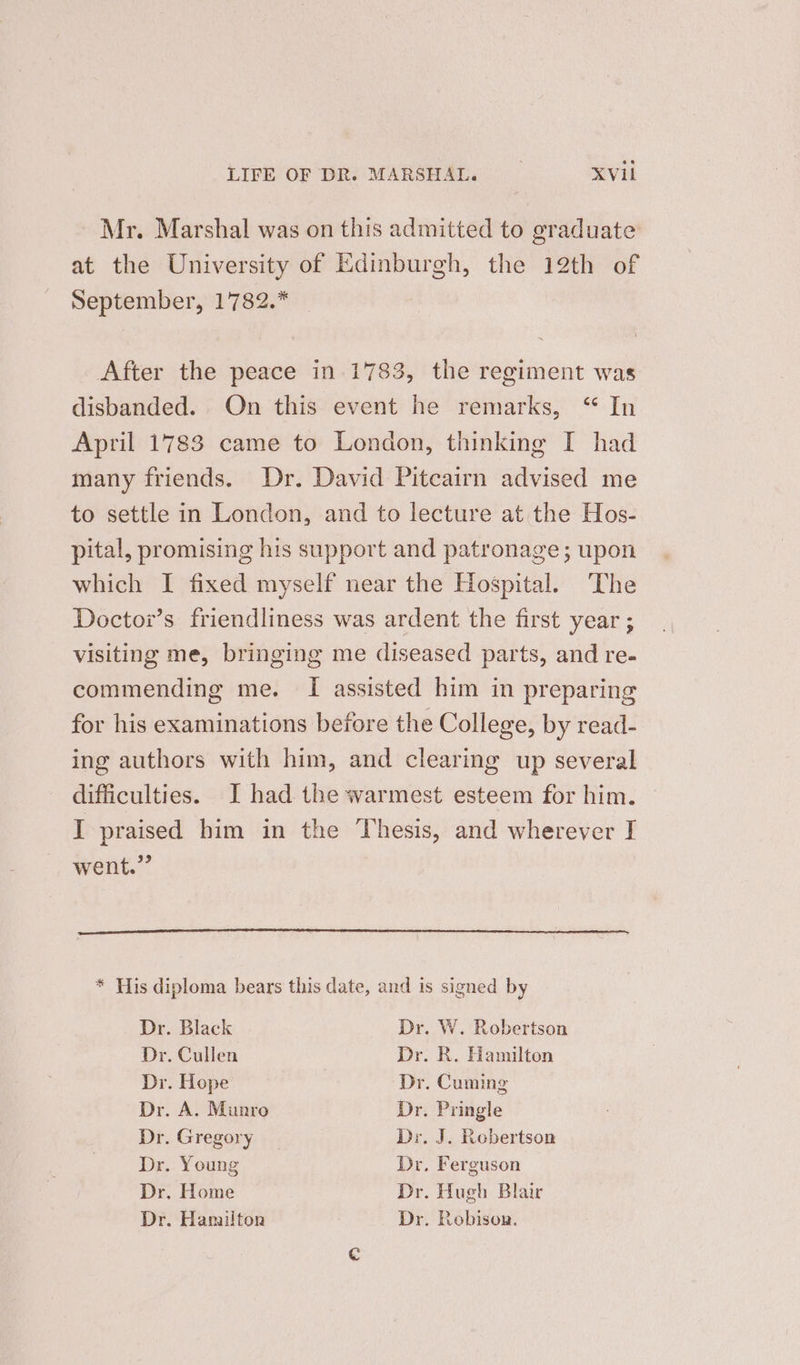 LIFE OF DR. MARSHAL. xvii
Mr. Marshal was on this admitted to graduate
at the University of Edinburgh, the 12th of
September, 1782.*
After the peace in 1783, the regiment was
disbanded. On this event he remarks, “ In
April 1783 came to London, thinking I had
many friends. Dr. David Pitcairn advised me
to settle in London, and to lecture at the Hos-
pital, promising his support and patronage; upon
which I fixed myself near the Hospital. The
Doctor’s friendliness was ardent the first year;
visiting me, bringing me diseased parts, and re-
commending me. I assisted him in preparing
for his examinations before the College, by read-
ing authors with him, and clearing up several
difficulties. I had the warmest esteem for him.
I praised him in the Thesis, and wherever I
went.”
* His diploma bears this date, and is signed by
Dr. Black Dr. W. Robertson
Dr. Cullen Dr. R. Hamilton
Dr. Hope Dr. Cuming
Dr. A. Munro Dr. Pringle
Dr. Gregory Dr. J. Robertson
Dr. Young Dr. Ferguson
Dr. Home Dr. Hugh Blair
Dr. Hamilton Dr. Robison.
C